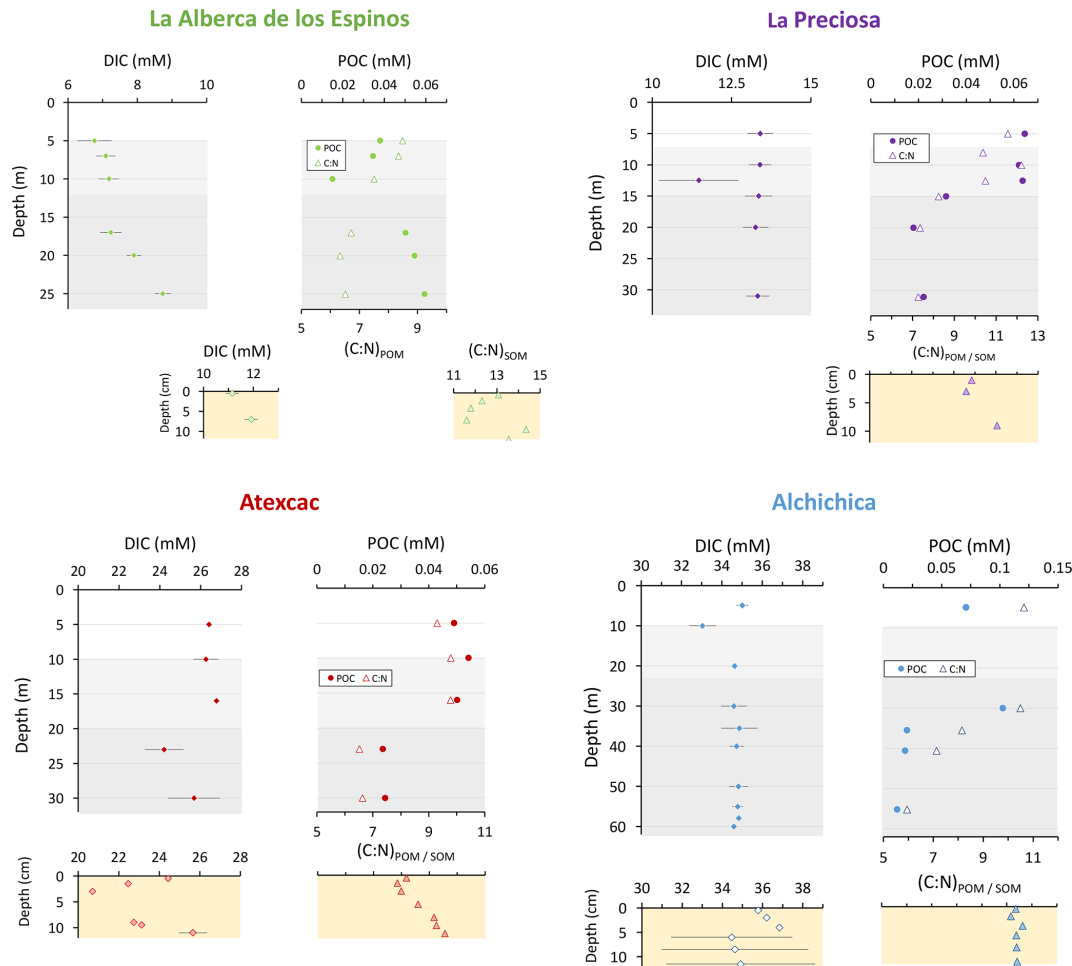 La Alberca de los Espinos
DIC (mM)
6 8 10
Depth (m)
0
5
10
15
20
25
POC (mM)
0 0.02 0.04 0.06
POC
C:N
5 7 9
(C:N)POM
DIC (mM)
10 12
Depth (cm)
0
5
10
(C:N)SOM
11 13 15
La Preciosa
DIC (mM)
10 12.5 15
Depth (m)
0
5
10
15
20
25
30
POC (mM)
0 0.02 0.04 0.06
POC
C:N
5 7 9 11 13
(C:N)POM / SOM
Depth (cm)
0
5
10
Atexcac
DIC (mM)
20 22 24 26 28
Depth (m)
0
5
10
15
20
25
30
POC (mM)
0 0.02 0.04 0.06
POC C:N
5 7 9 11
(C:N)POM / SOM
20 22 24 26 28
Depth (cm)
0
5
10
Alchichica
DIC (mM)
30 32 34 36 38
Depth (m)
0
10
20
30
40
50
60
POC (mM)
0 0.05 0.1 0.15
POC C:N
5 7 9 11
(C:N)POM / SOM
30 32 34 36 38
Depth (cm)
0
5
10